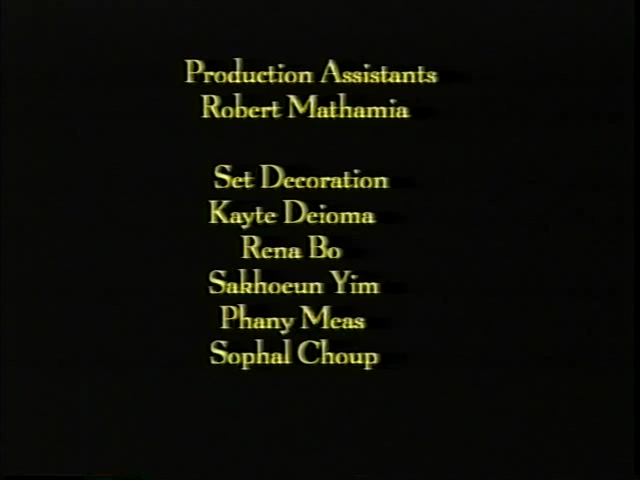 Production Assistants
Robert Mathamia
Set Decoration
Kayte Deioma
Rena Bo
Sakhoeun Yim
Phany Meas
Sophal Choup